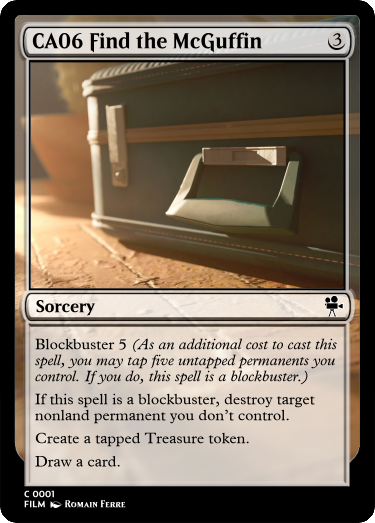 CA06 Find the McGuffin 3
Sorcery
Blockbuster 5 (As an additional cost to cast this
spell, you may tap five untapped permanents you
control. If you do, this spell is a blockbuster.)
If this spell is a blockbuster, destroy target
nonland permanent you don't control.
Create a tapped Treasure token.
Draw a card.
C 0001
FILM Romain Ferre